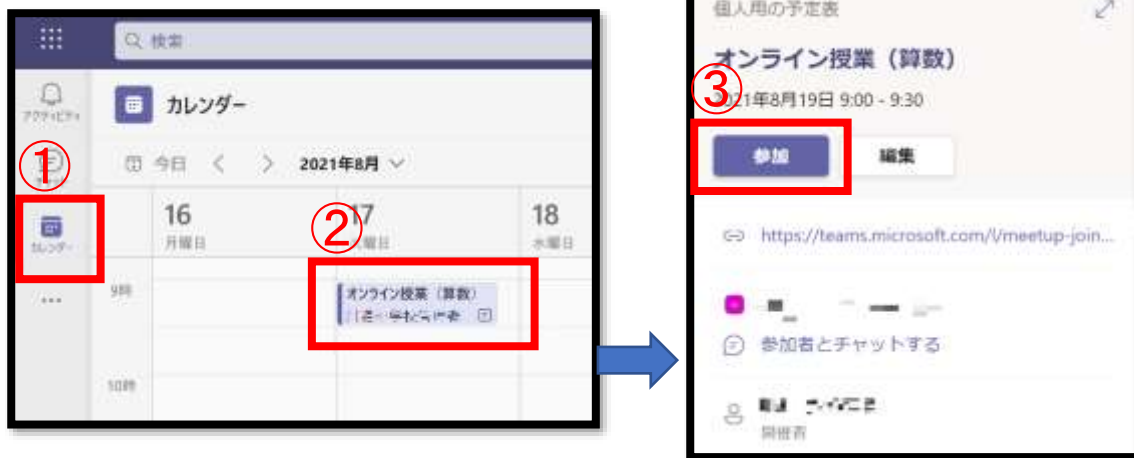 検索
アクティビティ
カレンダー
①
今日 < > 2021年8月
カレンダー
16
月曜日
②
17
火曜日
18
水曜日
9時
オンライン授業（算数）
10時
個人用の予定表
オンライン授業（算数）
③
2021年8月19日 9:00 - 9:30
参加
編集
https://teams.microsoft.com/l/meetup-join...
参加者とチャットする
開催者